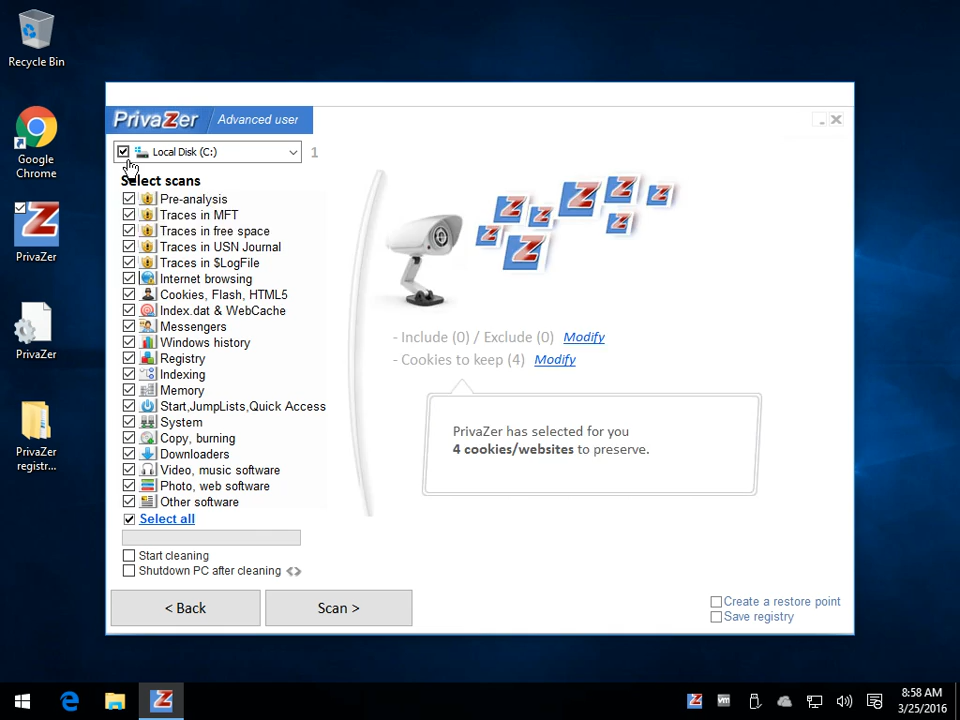 Recycle Bin
Google
Chrome
PrivaZer
PrivaZer
PrivaZer
registr...
PrivaZer
Advanced user
Local Disk (C:)
1
Select scans
Pre-analysis
Traces in MFT
Traces in free space
Traces in USN Journal
Traces in $LogFile
Internet browsing
Cookies, Flash, HTML5
Index.dat & WebCache
Messengers
Windows history
Registry
Indexing
Memory
Start,JumpLists,Quick Access
System
Copy, burning
Downloaders
Video, music software
Photo, web software
Other software
Select all
Start cleaning
Shutdown PC after cleaning
< Back
Scan >
- Include (0) / Exclude (0) Modify
- Cookies to keep (4) Modify
PrivaZer has selected for you
4 cookies/websites to preserve.
Create a restore point
Save registry
8:58 AM
3/25/2016